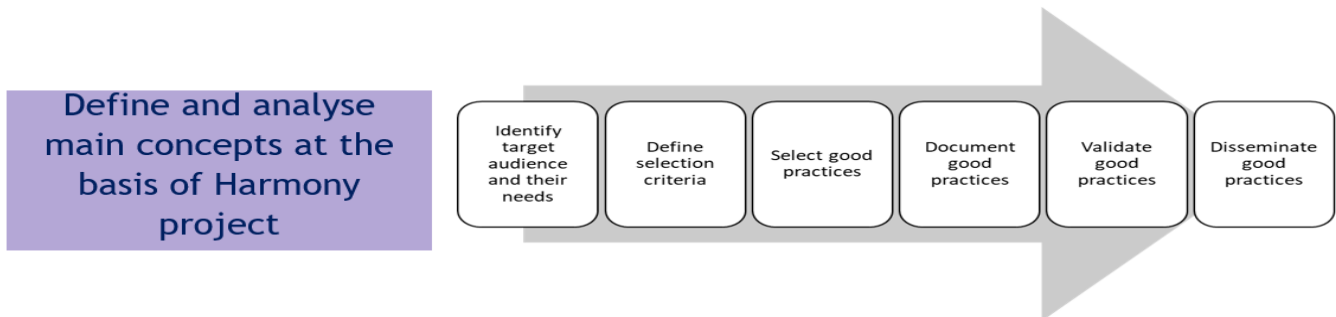 Define and analyse
main concepts at the
basis of Harmony
project
Identify
target
audience
and their
needs
Define
selection
criteria
Select good
practices
Document
good
practices
Validate
good
practices
Disseminate
good
practices